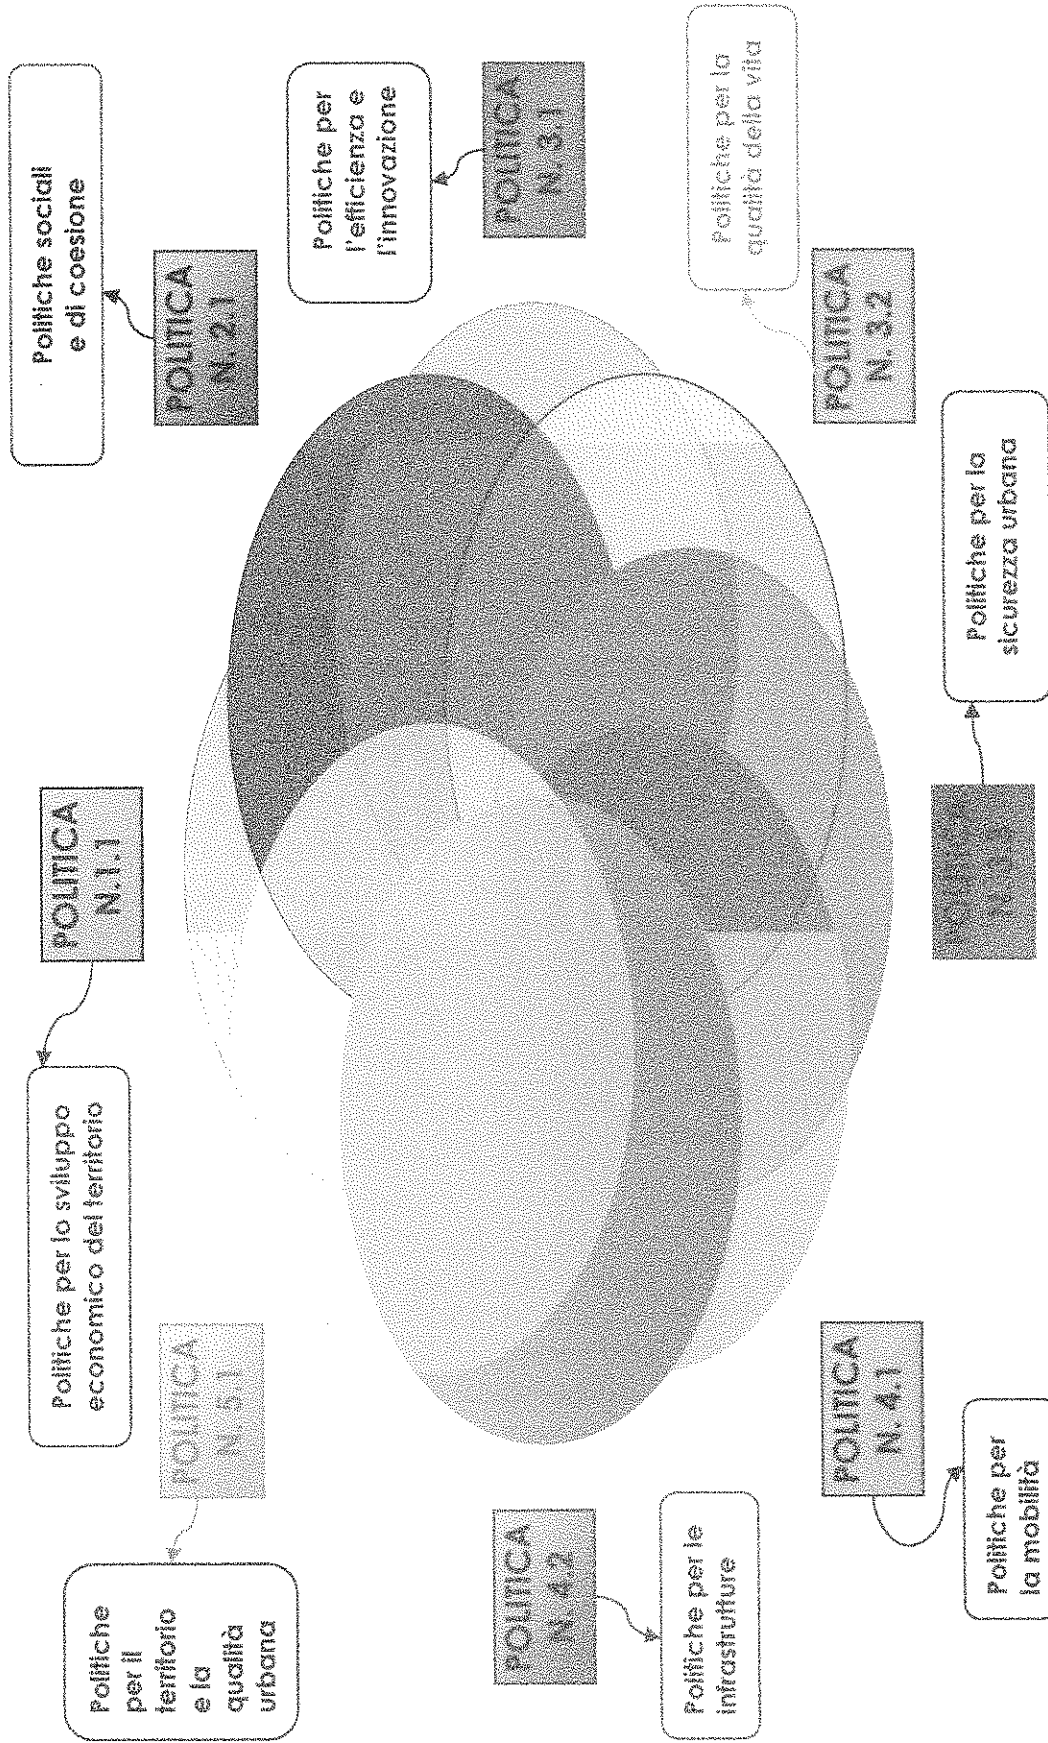 Politiche sociali
e di coesione
POLITICA
N.1.1
Politiche per lo sviluppo
economico del territorio
Politiche
per il
territorio
e la
qualità
urbana
POLITICA
N. 5.1
POLITICA
N. 2.1
Politiche per
l'efficienza e
l'innovazione
POLITICA
N. 3.1
POLITICA
N. 4.2
Politiche per le
infrastrutture
Politiche per la
qualità della vita
POLITICA
N. 3.2
POLITICA
N. 4.1
Politiche per
la mobilità
Politiche per la
sicurezza urbana